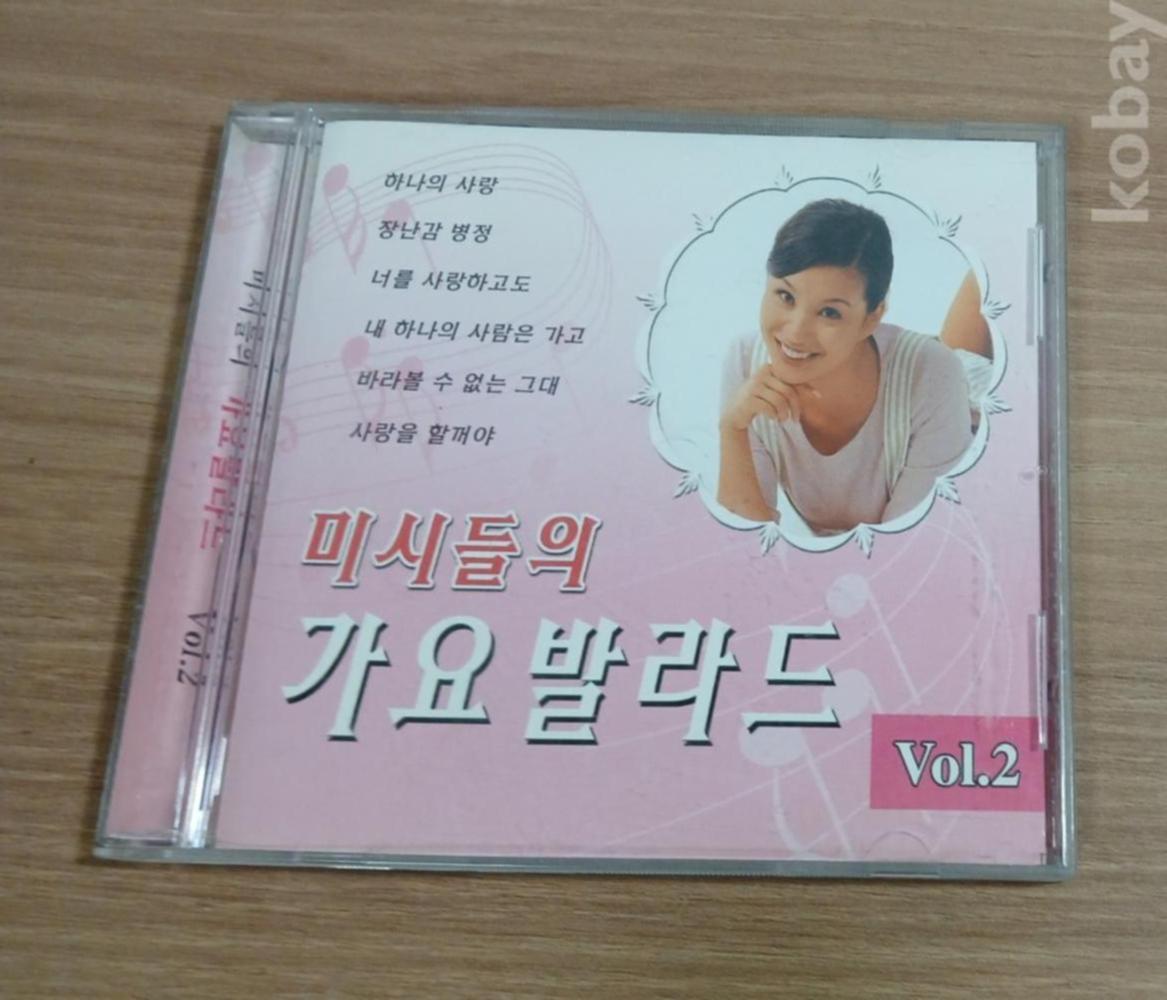 kobay
하나의 사랑
장난감 병정
너를 사랑하고도
내 하나의 사람은 가고
바라볼 수 없는 그대
사랑을 할꺼야
미시들의
가요발라드
Vol.2
미시들의 가요발라드 Vol.2